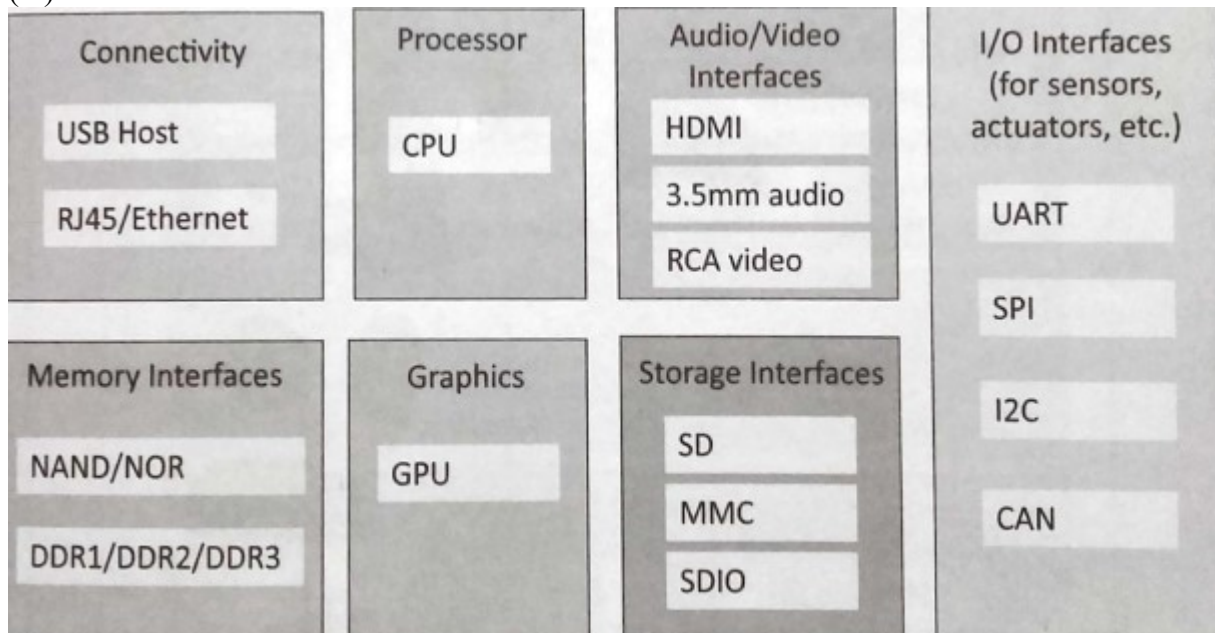 Connectivity
USB Host
RJ45/Ethernet
Processor
CPU
Audio/Video
Interfaces
HDMI
3.5mm audio
RCA video
I/O Interfaces
(for sensors,
actuators, etc.)
UART
SPI
I2C
CAN
Memory Interfaces
NAND/NOR
DDR1/DDR2/DDR3
Graphics
GPU
Storage Interfaces
SD
MMC
SDIO